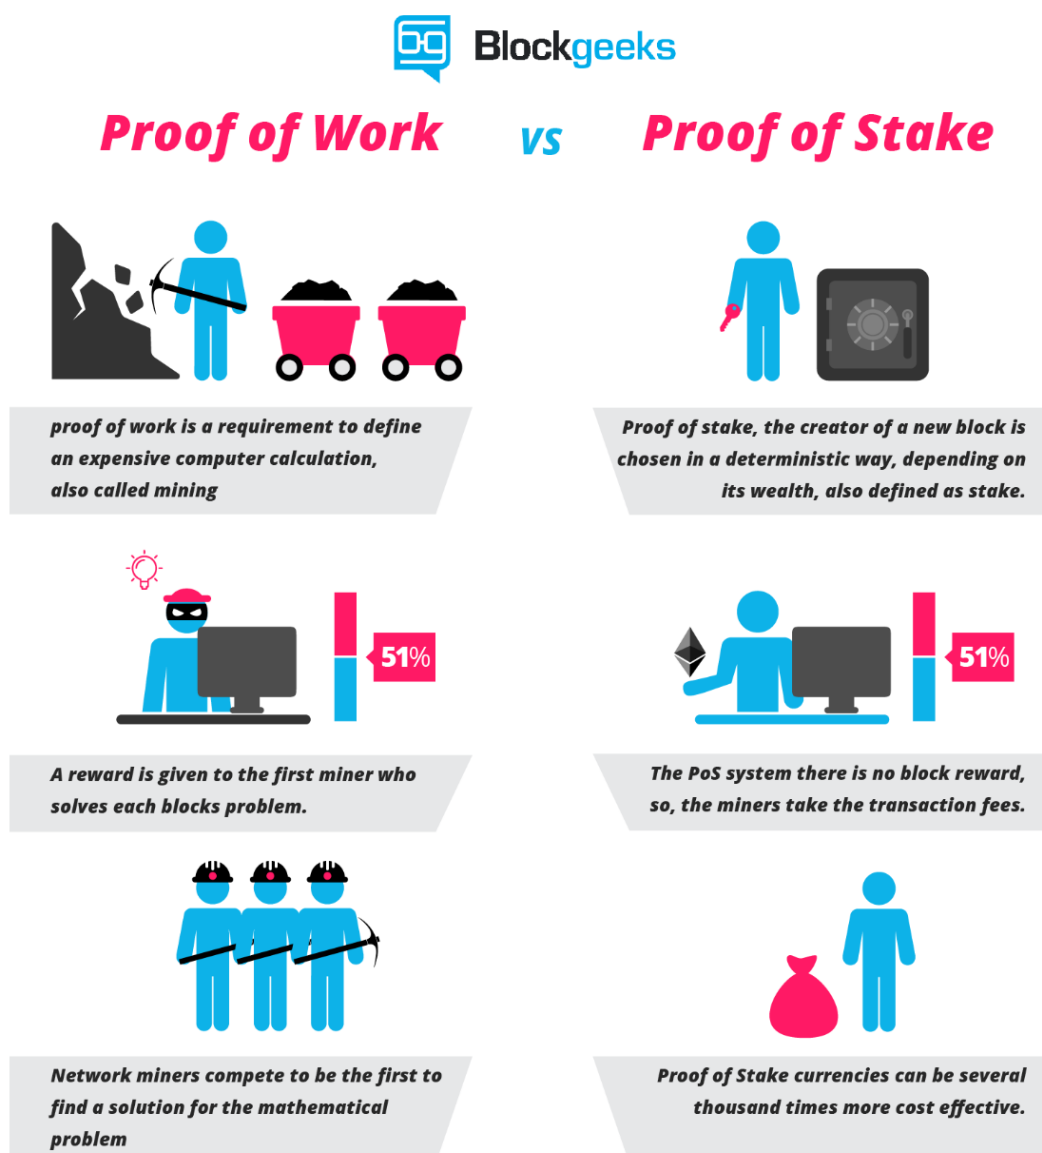 Blockgeeks
Proof of Work vs Proof of Stake
proof of work is a requirement to define
an expensive computer calculation,
also called mining
Proof of stake, the creator of a new block is
chosen in a deterministic way, depending on
its wealth, also defined as stake.
51%
51%
A reward is given to the first miner who
solves each blocks problem.
The PoS system there is no block reward,
so, the miners take the transaction fees.
Network miners compete to be the first to
find a solution for the mathematical
problem
Proof of Stake currencies can be several
thousand times more cost effective.